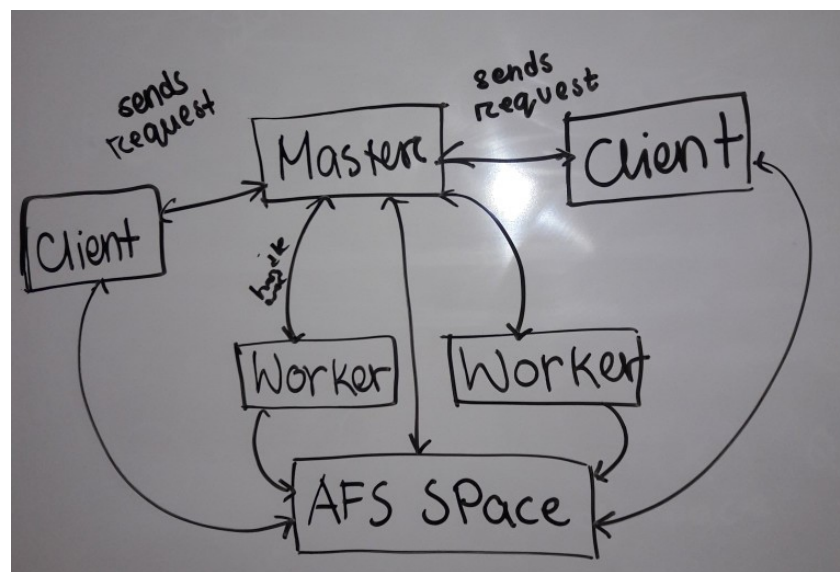 sends
request
sends
request
Master
Client
Client
Worker
Worker
AFS SPace